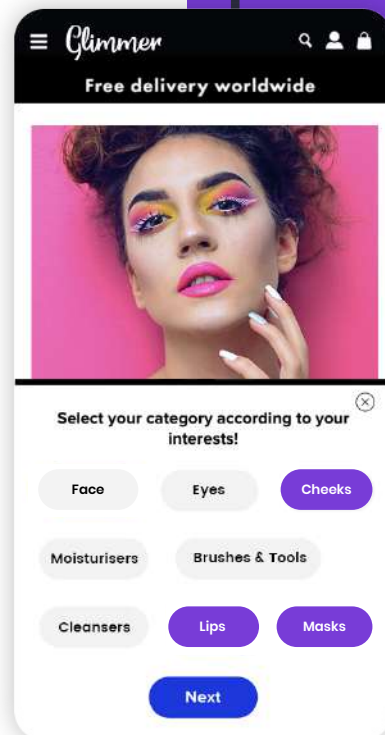 Glimmer
Free delivery worldwide
Select your category according to your
interests!
Face Eyes Cheeks
Moisturisers Brushes & Tools
Cleansers Lips Masks
Next